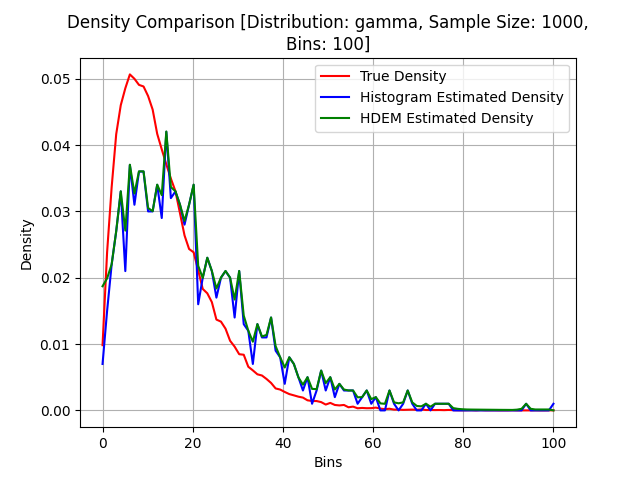 Density Comparison [Distribution: gamma, Sample Size: 1000,
Bins: 100]
True Density
Histogram Estimated Density
HDEM Estimated Density
Density
0.05
0.04
0.03
0.02
0.01
0.00
0
20
40
60
80
100
Bins